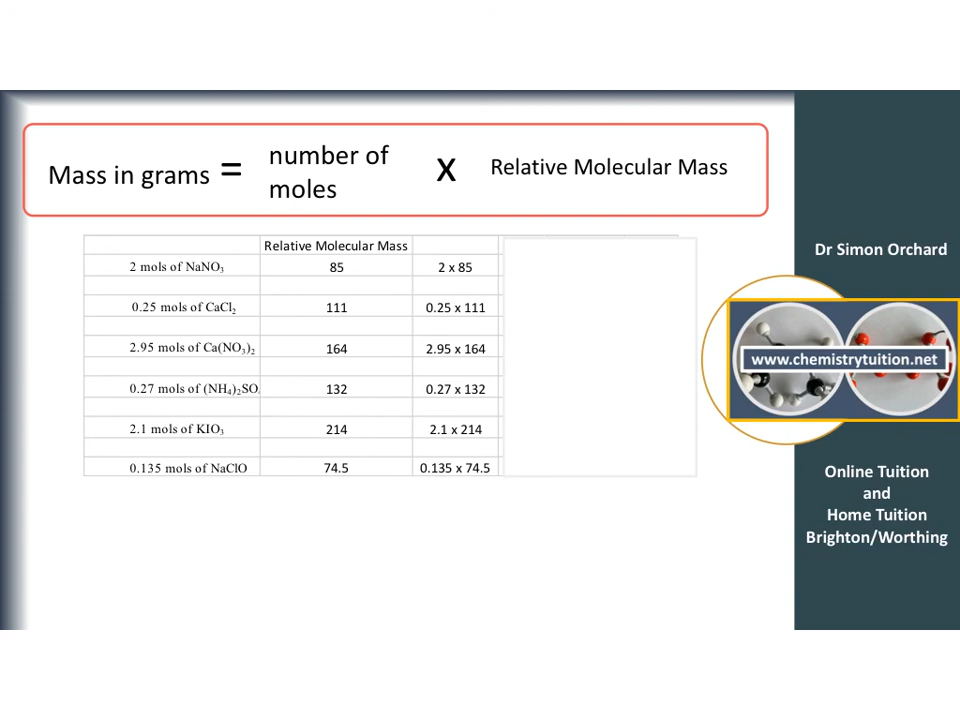 Mass in grams = number of moles x Relative Molecular Mass
Relative Molecular Mass
2 mols of NaNO₃ 85 2 x 85
0.25 mols of CaCl₂ 111 0.25 x 111
2.95 mols of Ca(NO₃)₂ 164 2.95 x 164
0.27 mols of (NH₄)₂SO 132 0.27 x 132
2.1 mols of KIO₃ 214 2.1 x 214
0.135 mols of NaClO 74.5 0.135 x 74.5
Dr Simon Orchard
www.chemistrytuition.net
Online Tuition
and
Home Tuition
Brighton/Worthing